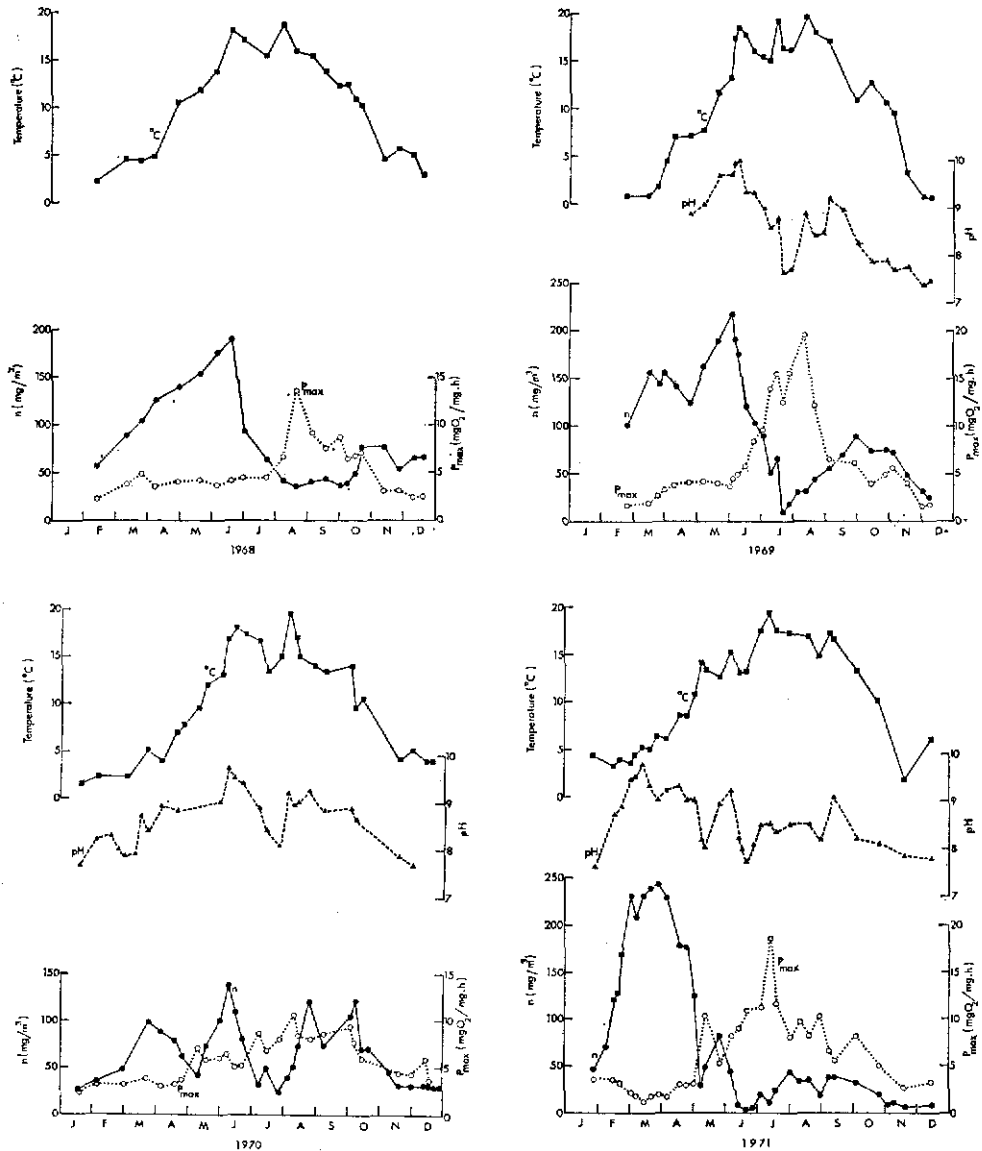 20
15
10
5
0
Temperature (°C)
°C
200
150
100
50
0
n (mg/m³)
Pmax
15
10
5
0
Pmax (mgO₂/mg.h)
J F M A M J J A S O N D
1968
20
15
10
5
0
Temperature (°C)
°C
pH
10
9
8
7
pH
250
200
150
100
50
0
n (mg/m³)
n
Pmax
20
15
10
5
0
Pmax (mgO₂/mg.h)
J F M A M J J A S O N D
1969
20
15
10
5
0
Temperature (°C)
°C
pH
10
9
8
7
pH
150
100
50
0
n (mg/m³)
n
Pmax
15
10
5
0
Pmax (mgO₂/mg.h)
J F M A M J J A S O N D
1970
20
15
10
5
0
Temperature (°C)
°C
pH
10
9
8
7
pH
250
200
150
100
50
0
n (mg/m³)
n
Pmax
20
15
10
5
0
Pmax (mgO₂/mg.h)
J F M A M J J A S O N D
1971